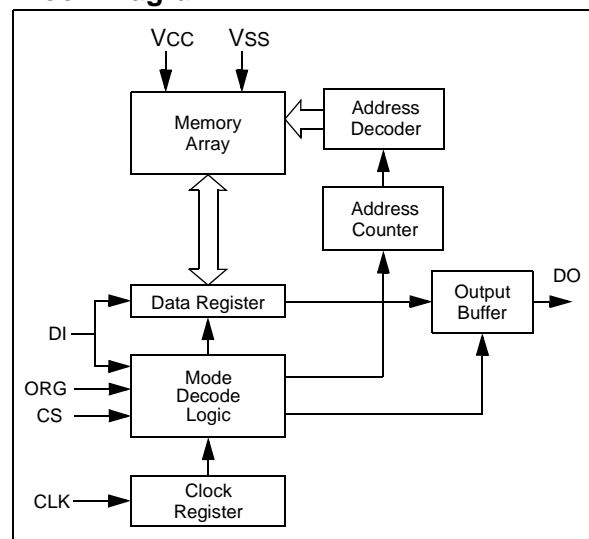 VCC
VSS
Memory
Array
Address
Decoder
Address
Counter
Data Register
Output
Buffer
DO
DI
ORG
CS
Mode
Decode
Logic
CLK
Clock
Register